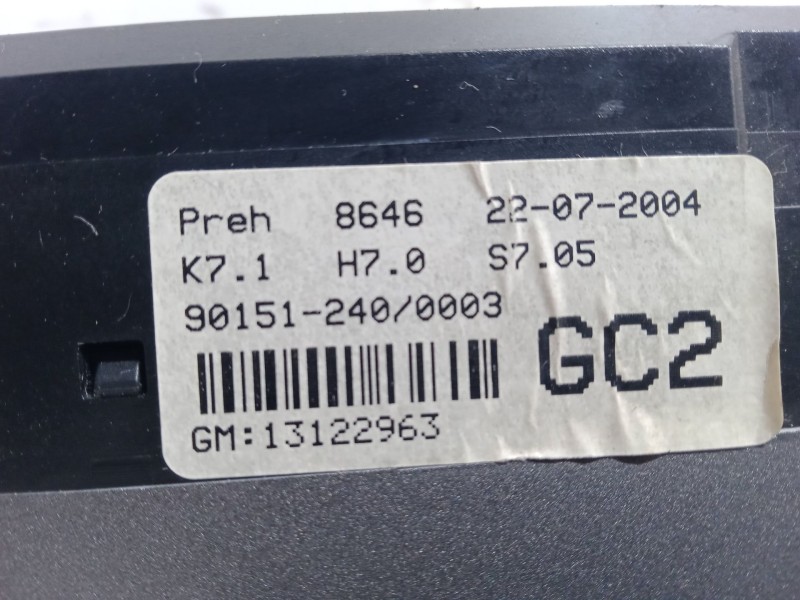 Preh 8646 22-07-2004
K7.1 H7.0 S7.05
90151-240/0003
GC2
GM:13122963